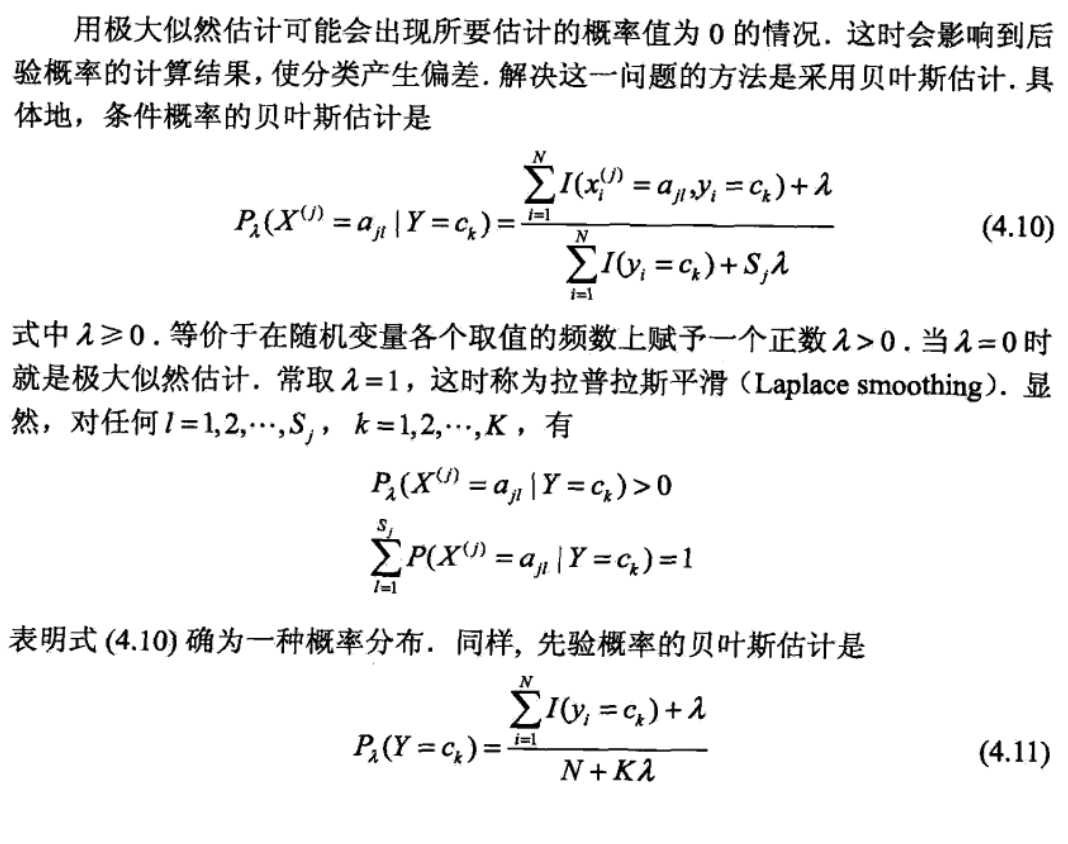 用极大似然估计可能会出现所要估计的概率值为 0 的情况. 这时会影响到后
验概率的计算结果, 使分类产生偏差. 解决这一问题的方法是采用贝叶斯估计. 具
体地, 条件概率的贝叶斯估计是
$$P_{\lambda}(X^{(j)} = a_{jl} | Y = c_k) = \frac{\sum_{i=1}^{N} I(x_i^{(j)} = a_{jl}, y_i = c_k) + \lambda}{\sum_{i=1}^{N} I(y_i = c_k) + S_j \lambda}$$ (4.10)
式中 λ ≥ 0 . 等价于在随机变量各个取值的频数上赋予一个正数 λ > 0 . 当 λ = 0 时
就是极大似然估计. 常取 λ = 1, 这时称为拉普拉斯平滑 (Laplace smoothing). 显
然, 对任何 $l = 1,2,\cdots,S_j$, $k = 1,2,\cdots,K$, 有
$$P_{\lambda}(X^{(j)} = a_{jl} | Y = c_k) > 0$$
$$\sum_{l=1}^{S_j} P(X^{(j)} = a_{jl} | Y = c_k) = 1$$
表明式 (4.10) 确为一种概率分布. 同样, 先验概率的贝叶斯估计是
$$P_{\lambda}(Y = c_k) = \frac{\sum_{i=1}^{N} I(y_i = c_k) + \lambda}{N + K\lambda}$$ (4.11)